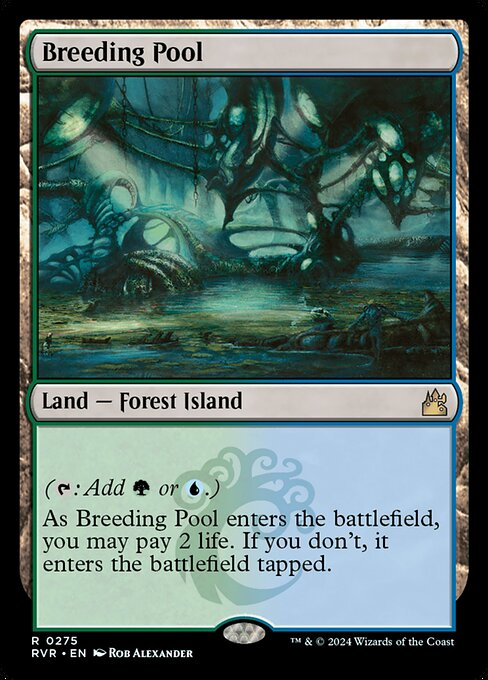 Breeding Pool
Land — Forest Island
(: Add or .)
As Breeding Pool enters the battlefield,
you may pay 2 life. If you don't, it
enters the battlefield tapped.
R 0275
RVR • EN Rob Alexander
™ & © 2024 Wizards of the Coast